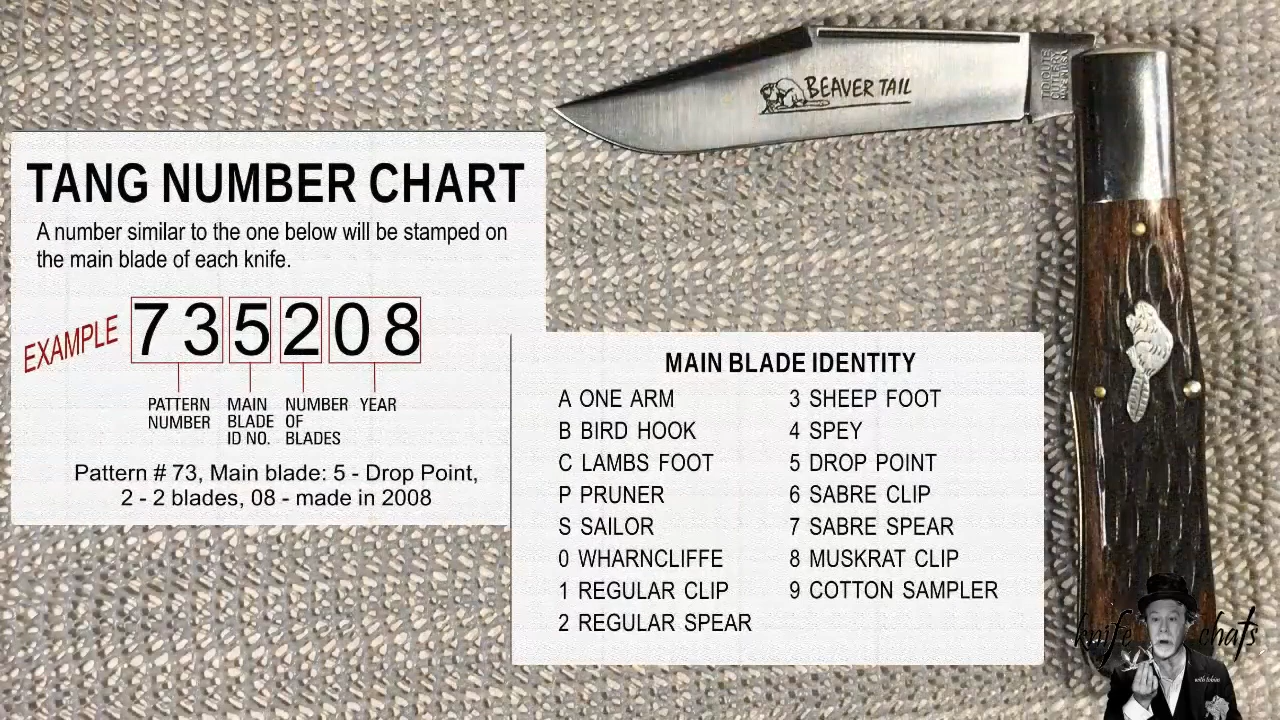 BEAVER TAIL
TIDIOUTE
CUTLERY
TANG NUMBER CHART
A number similar to the one below will be stamped on
the main blade of each knife.
EXAMPLE
7 3 5 2 0 8
PATTERN
NUMBER
MAIN
BLADE
ID NO.
NUMBER
OF
BLADES
YEAR
Pattern # 73, Main blade: 5 - Drop Point,
2 - 2 blades, 08 - made in 2008
MAIN BLADE IDENTITY
A ONE ARM
B BIRD HOOK
C LAMBS FOOT
P PRUNER
S SAILOR
0 WHARNCLIFFE
1 REGULAR CLIP
2 REGULAR SPEAR
3 SHEEP FOOT
4 SPEY
5 DROP POINT
6 SABRE CLIP
7 SABRE SPEAR
8 MUSKRAT CLIP
9 COTTON SAMPLER
knife chats
with tobias